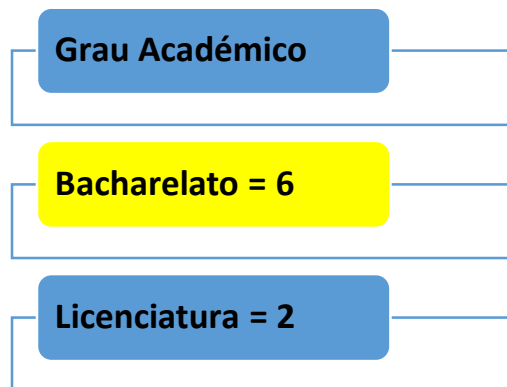 Grau Académico
Bacharelato = 6
Licenciatura = 2